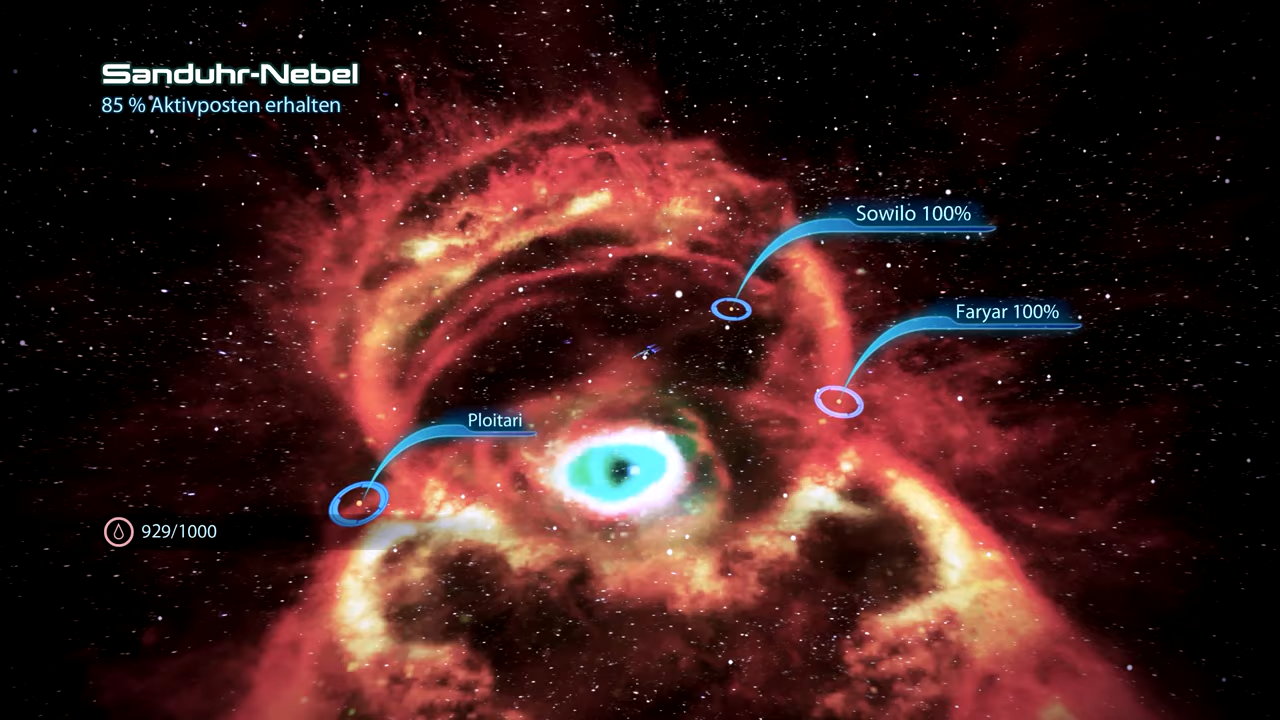 Sanduhr-Nebel
85 % Aktivposten erhalten
Sowilo 100%
Faryar 100%
Ploitari
929/1000